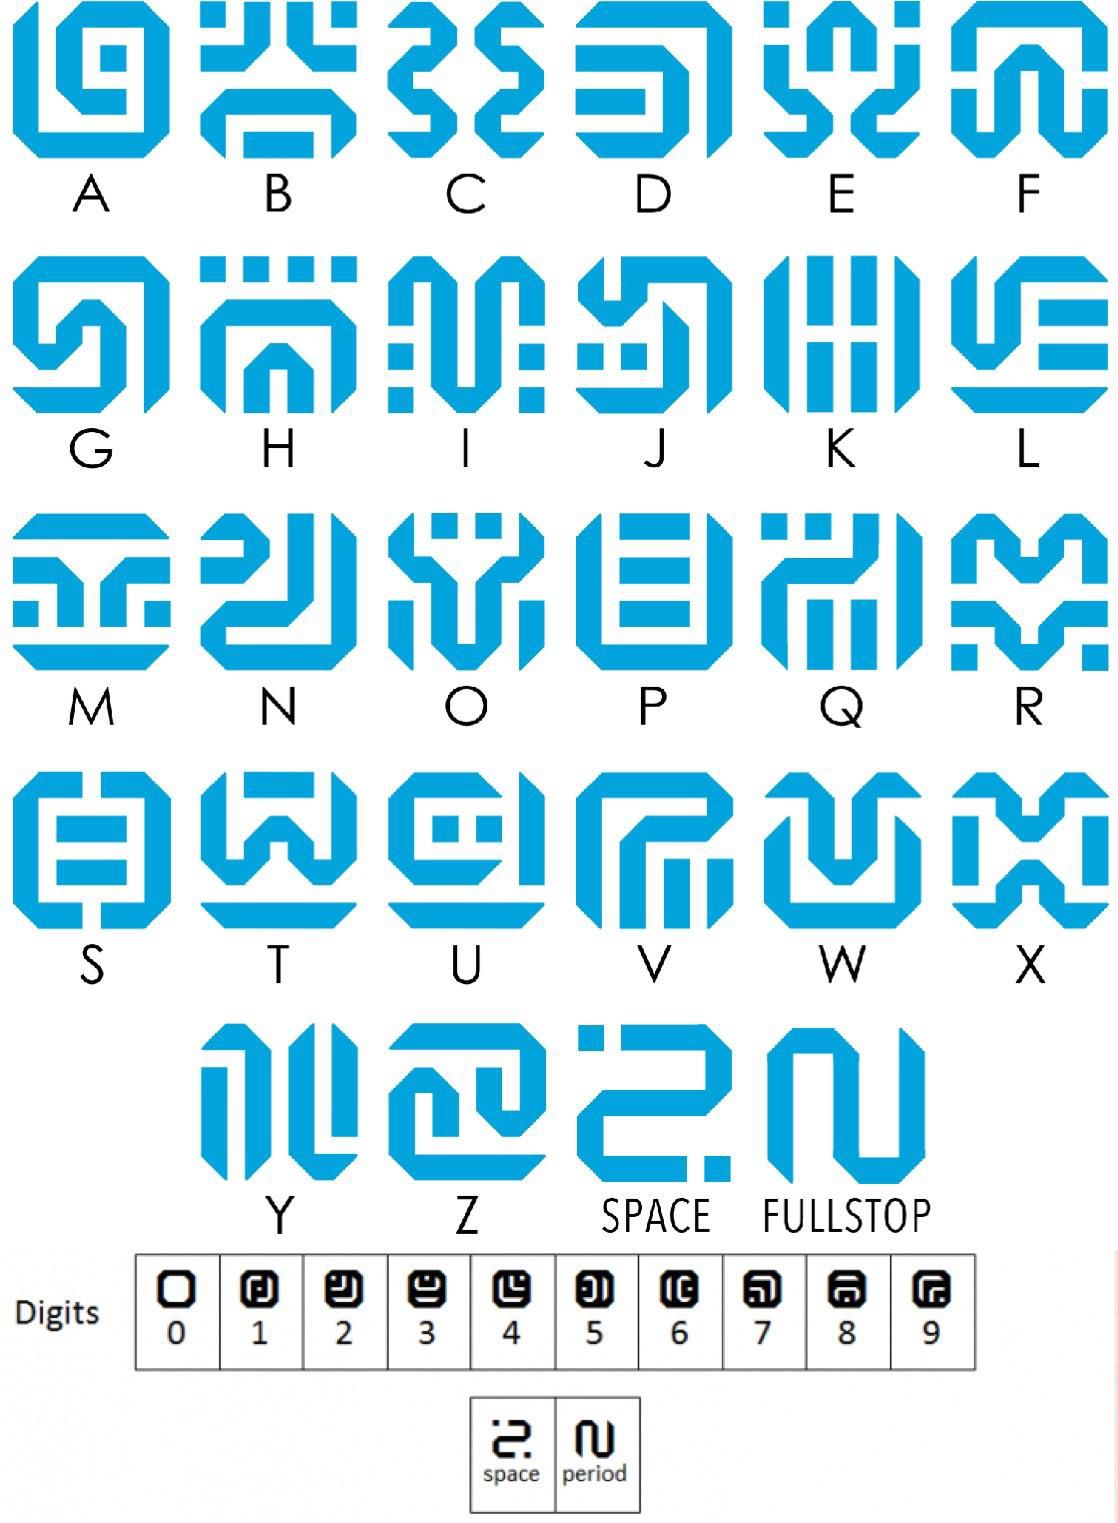 A B C D E F
G H I J K L
M N O P Q R
S T U V W X
Y Z SPACE FULLSTOP
Digits 0 1 2 3 4 5 6 7 8 9
space period